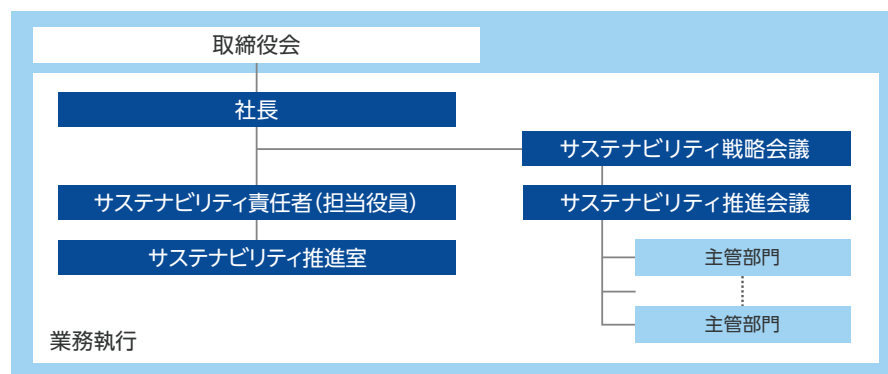 取締役会
社長
サステナビリティ戦略会議
サステナビリティ責任者(担当役員)
サステナビリティ推進会議
サステナビリティ推進室
主管部門
主管部門
業務執行